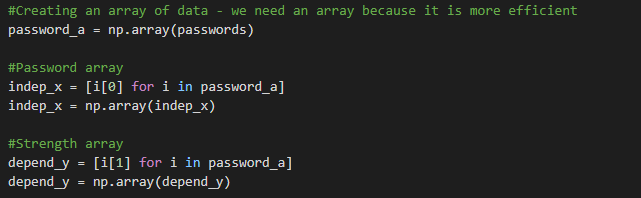 #Creating an array of data - we need an array because it is more efficient
password_a = np.array(passwords)
#Password array
indep_x = [i[0] for i in password_a]
indep_x = np.array(indep_x)
#Strength array
depend_y = [i[1] for i in password_a]
depend_y = np.array(depend_y)